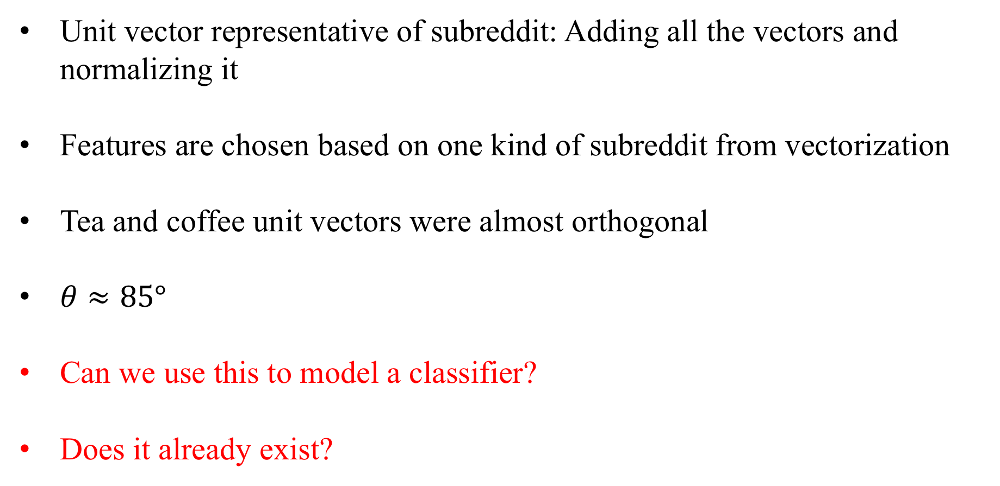 • Unit vector representative of subreddit: Adding all the vectors and
normalizing it
• Features are chosen based on one kind of subreddit from vectorization
• Tea and coffee unit vectors were almost orthogonal
• 𝜃 ≈ 85°
• Can we use this to model a classifier?
• Does it already exist?